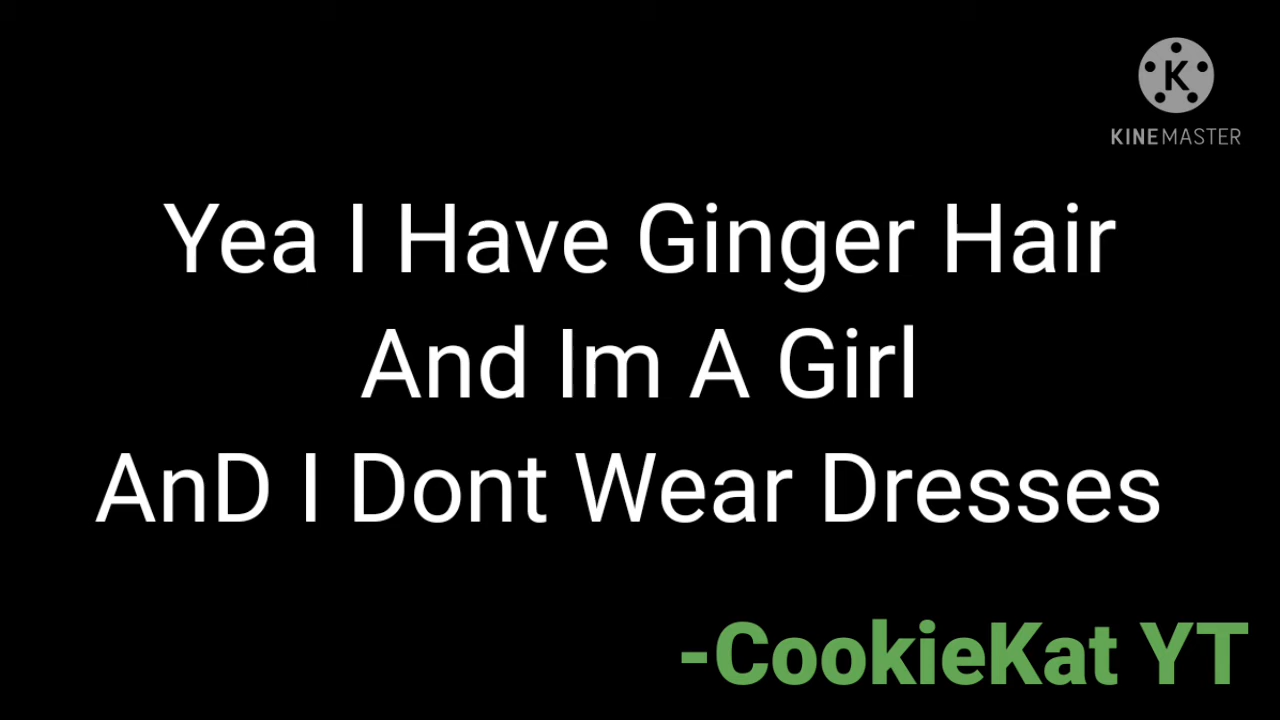 K
KINEMASTER
Yea I Have Ginger Hair
And Im A Girl
AnD I Dont Wear Dresses
-CookieKat YT